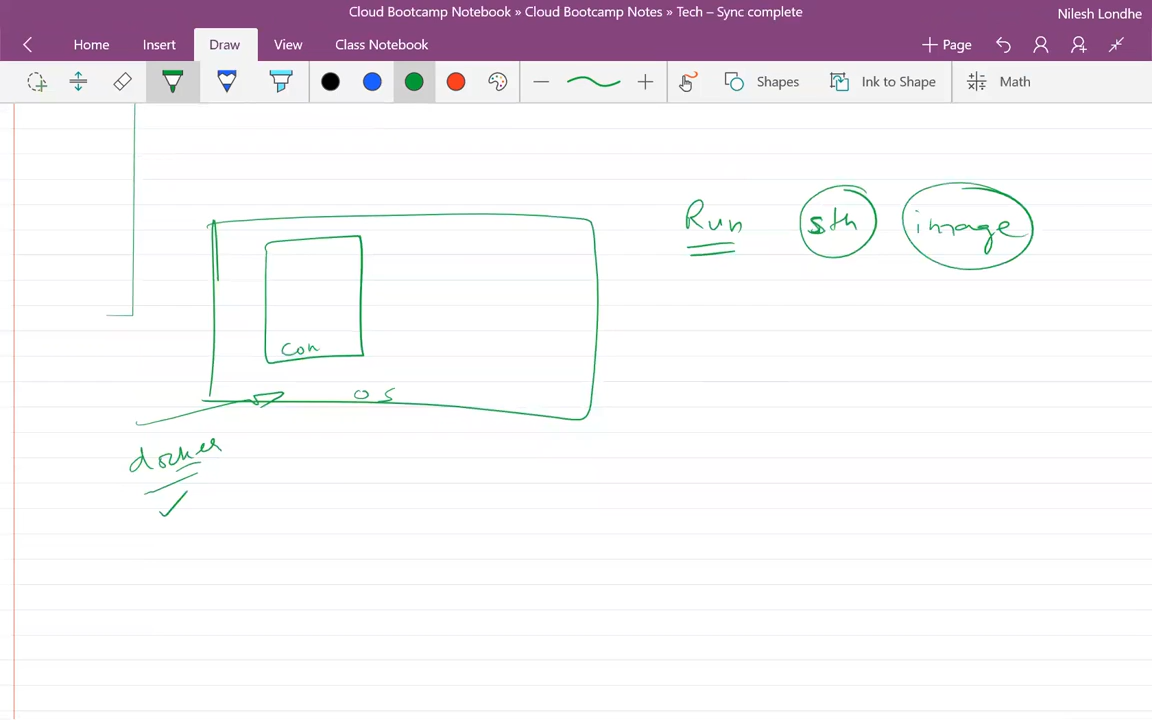 Cloud Bootcamp Notebook » Cloud Bootcamp Notes » Tech – Sync complete
Nilesh Londhe
Home Insert Draw View Class Notebook Page
Shapes Ink to Shape Math
Run sth image
Con
OS
docker